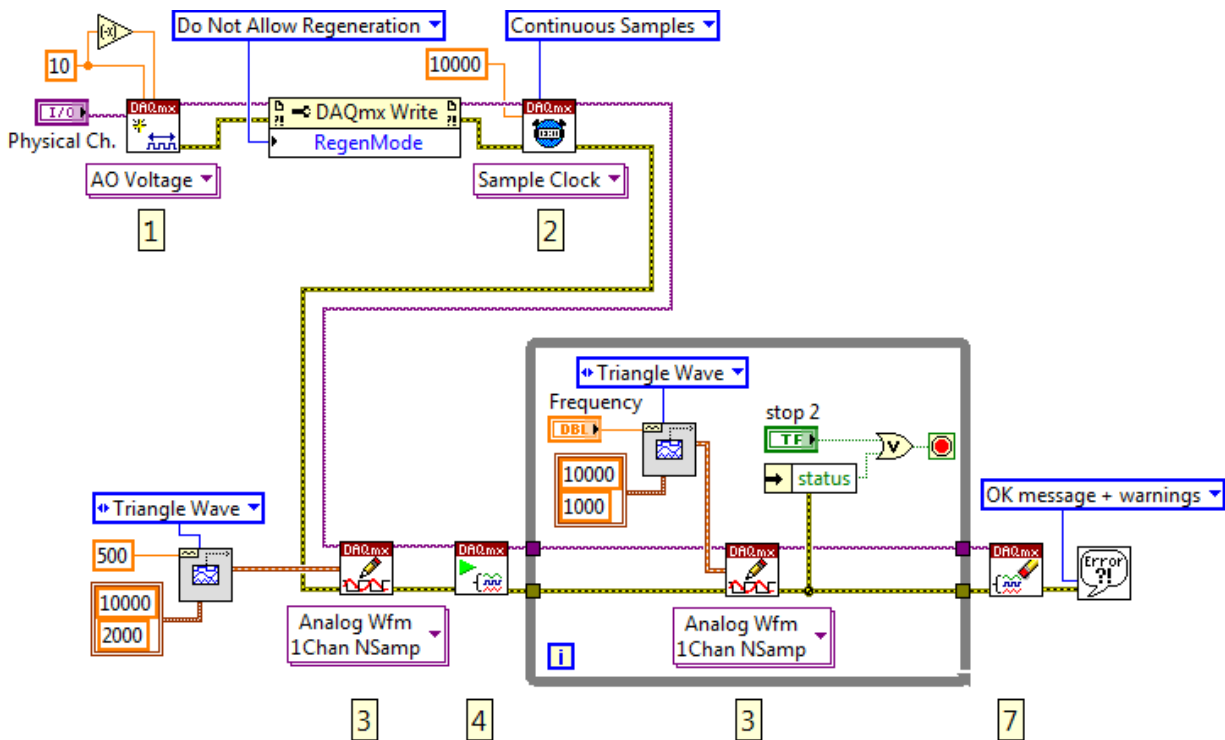 Do Not Allow Regeneration
Continuous Samples
(-x)
10
10000
DAQmx
I/O
Physical Ch.
DAQmx Write
RegenMode
DAQmx
AO Voltage
Sample Clock
1
2
Triangle Wave
Frequency
DBL
10000
1000
stop 2
TF
V
status
Triangle Wave
500
10000
2000
OK message + warnings
DAQmx
DAQmx
DAQmx
DAQmx
Error
?!
Analog Wfm
1Chan NSamp
Analog Wfm
1Chan NSamp
i
3
4
3
7